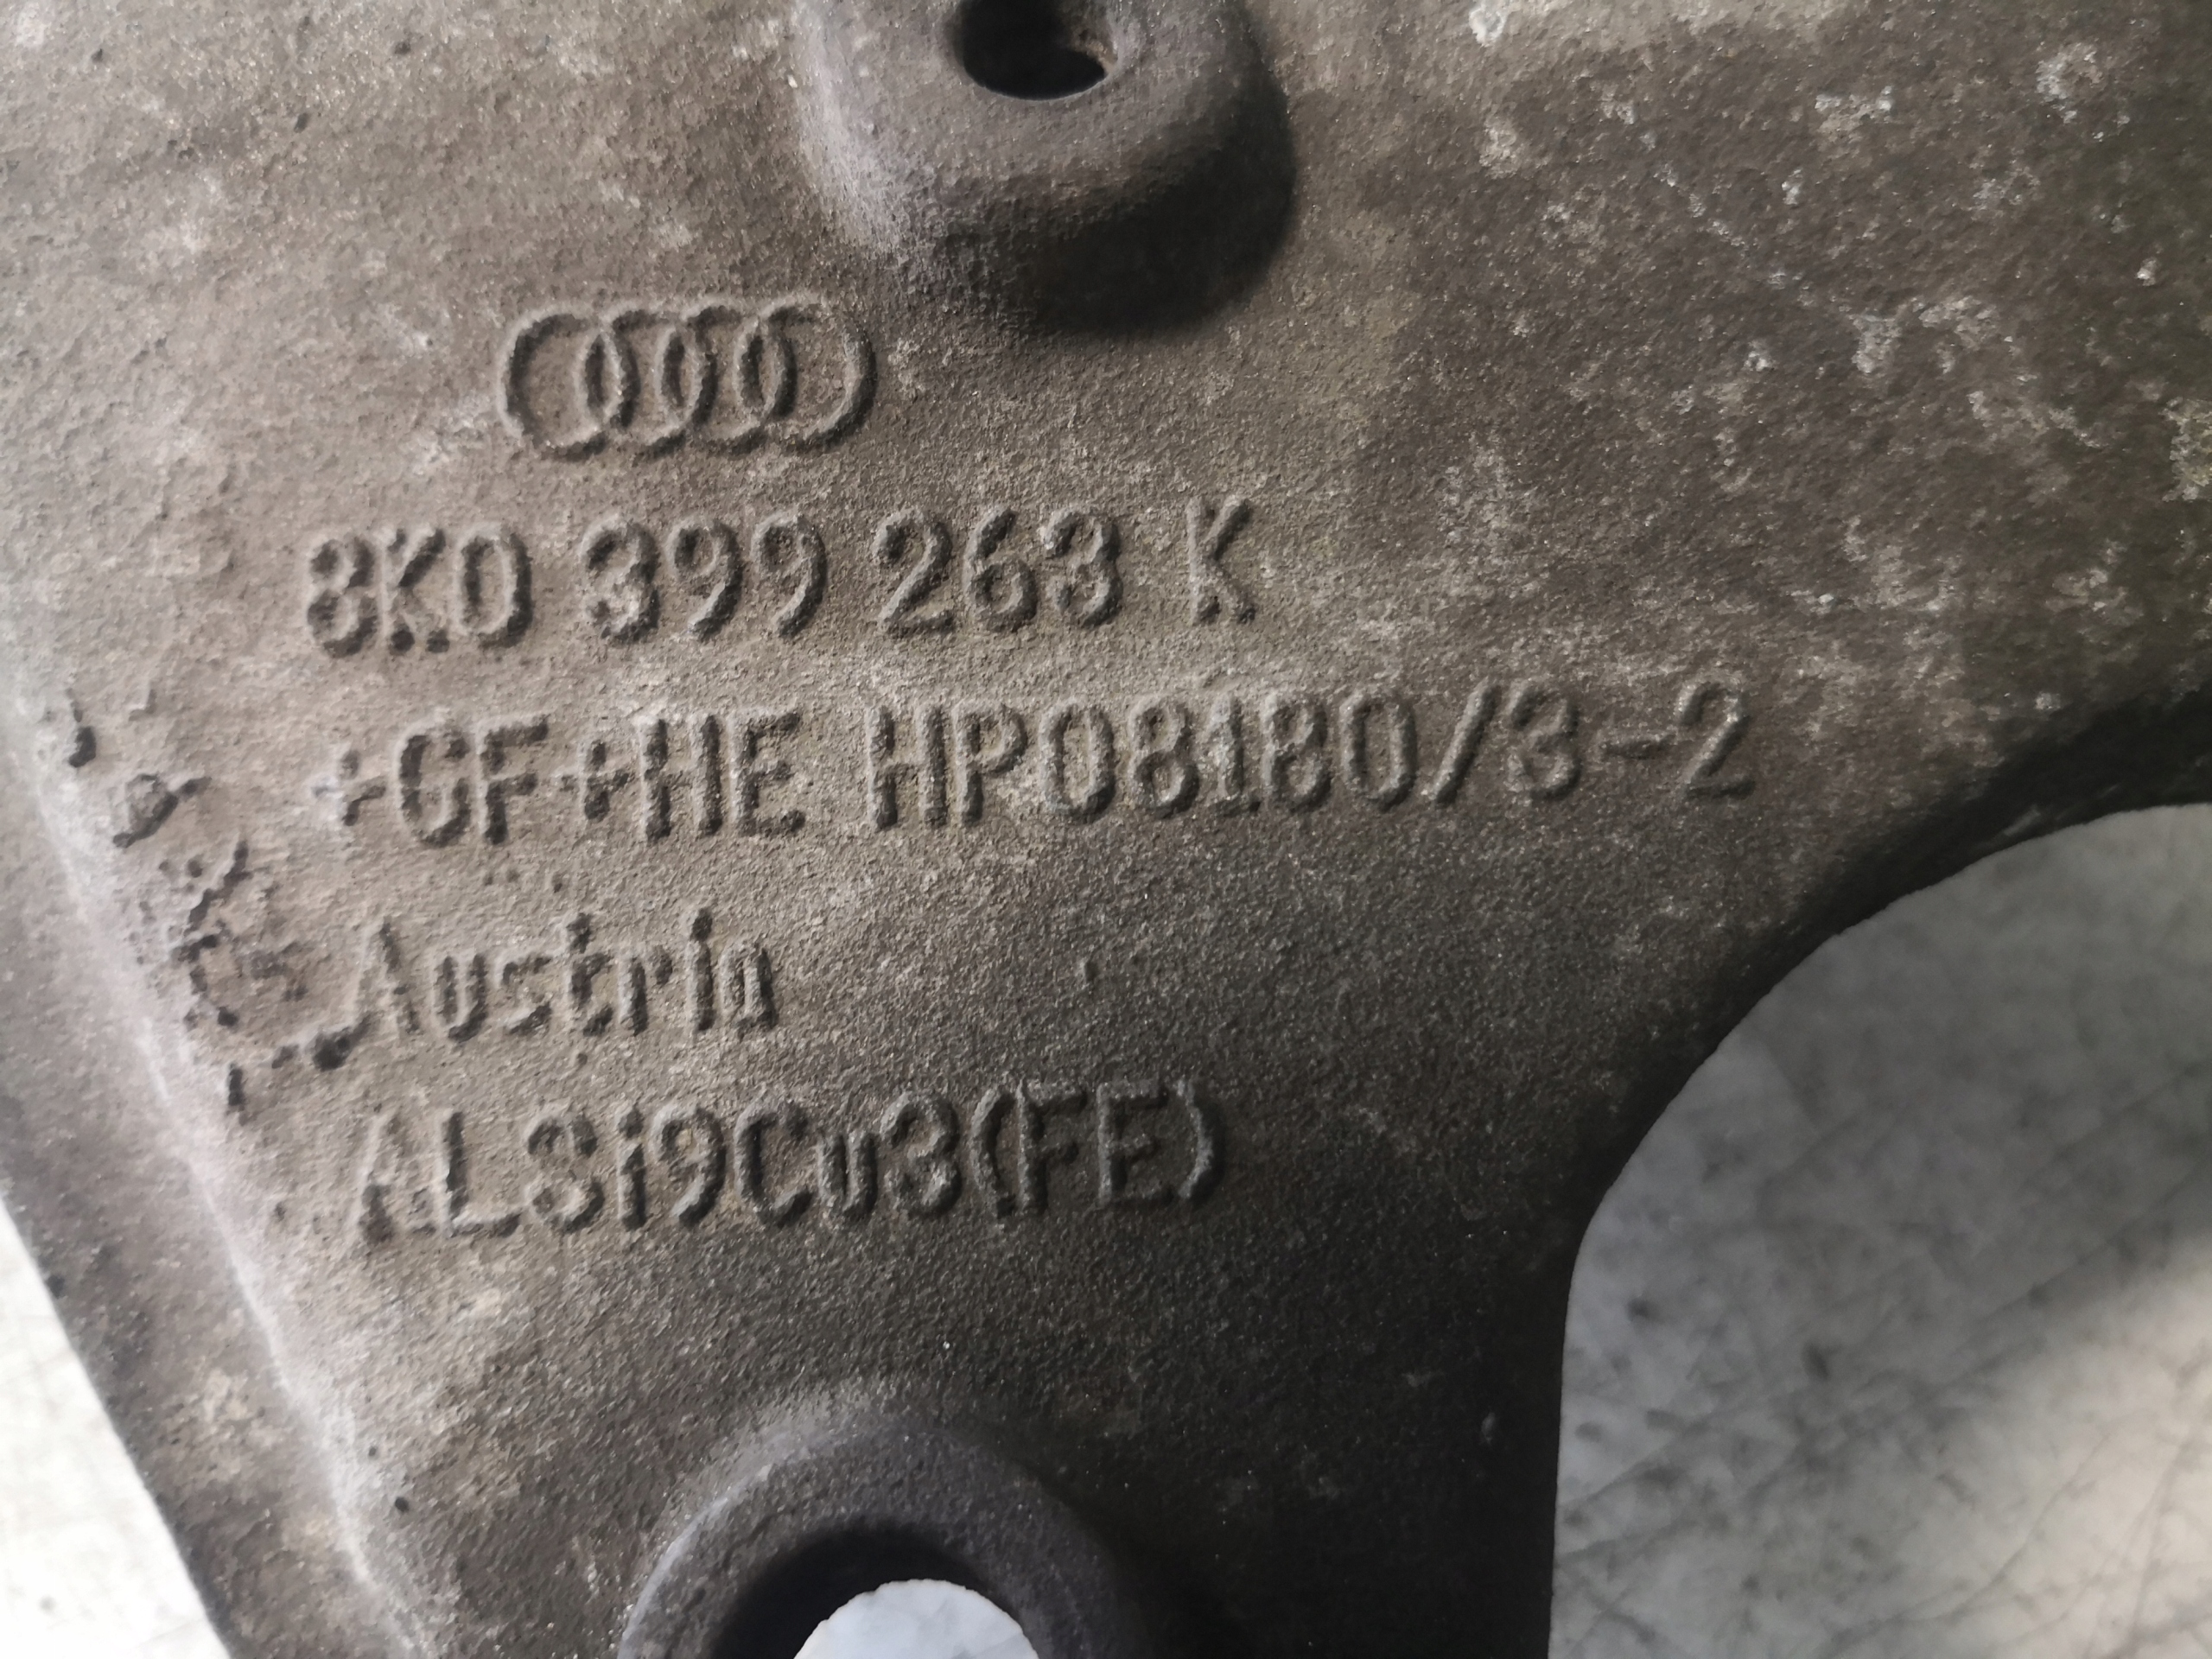 8K0 399 263 K
+GF+HE HP08180/3-2
Austria
ALSi9Cu3(FE)